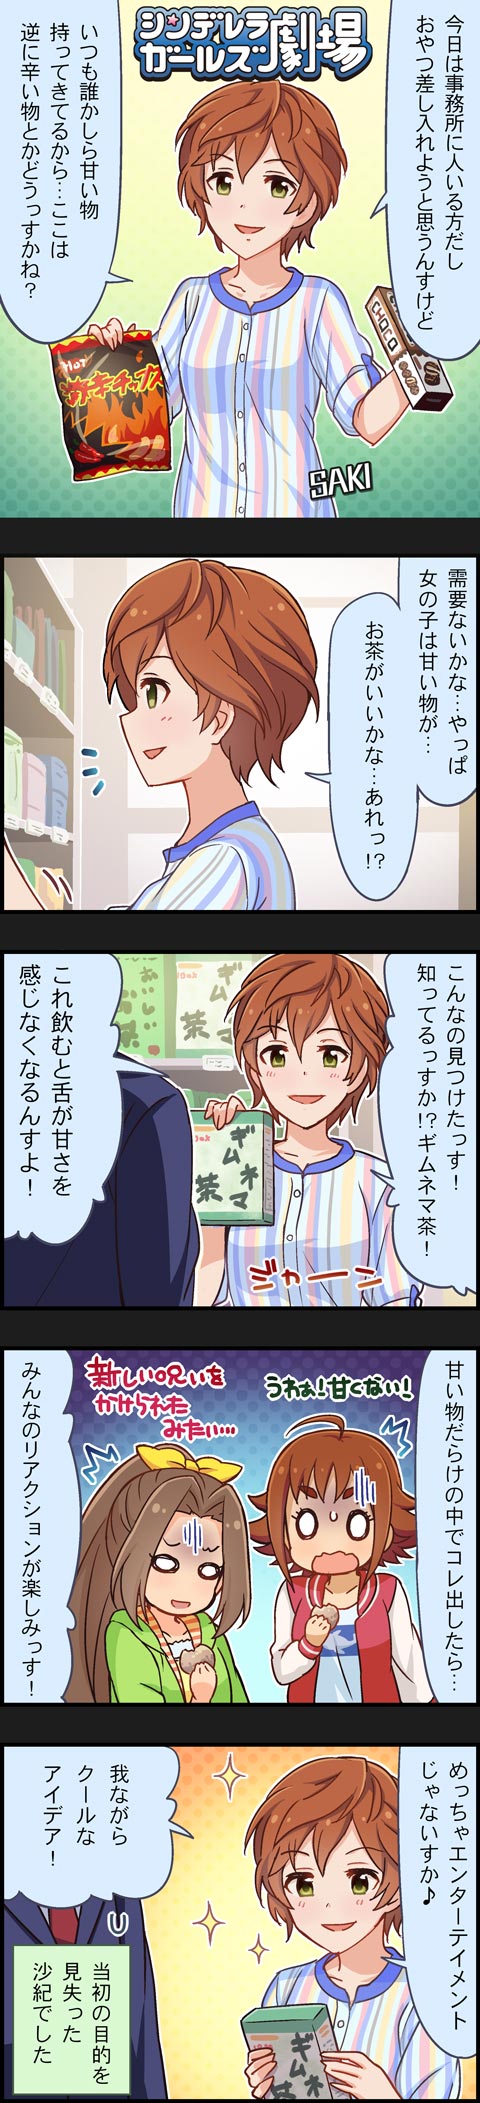 シンデレラ
ガールズ劇場
今日は事務所に人いる方だし
おやつ差し入れようと思うんすけど
いつも誰かしら甘い物
持ってきてるから…ここは
逆に辛い物とかどうっすかね？
Hot
チップス
CHOCO
SAKI
需要ないかな…やっぱ
女の子は甘い物が…
お茶がいいかな…あれっ!?
こんなの見つけたっす！
知ってるっすか!?ギムネマ茶！
ギムネマ
茶
ギムネマ
茶
これ飲むと舌が甘さを
感じなくなるんすよ！
ジャーーン
甘い物だらけの中でコレ出したら…
うわぁ！甘くない！
新しい呪いを
かけられた
みたい…
みんなのリアクションが楽しみっす！
めっちゃエンターテイメント
じゃないすか♪
我ながら
クールな
アイデア！
ギムネマ
茶
当初の目的を
見失った
沙紀でした